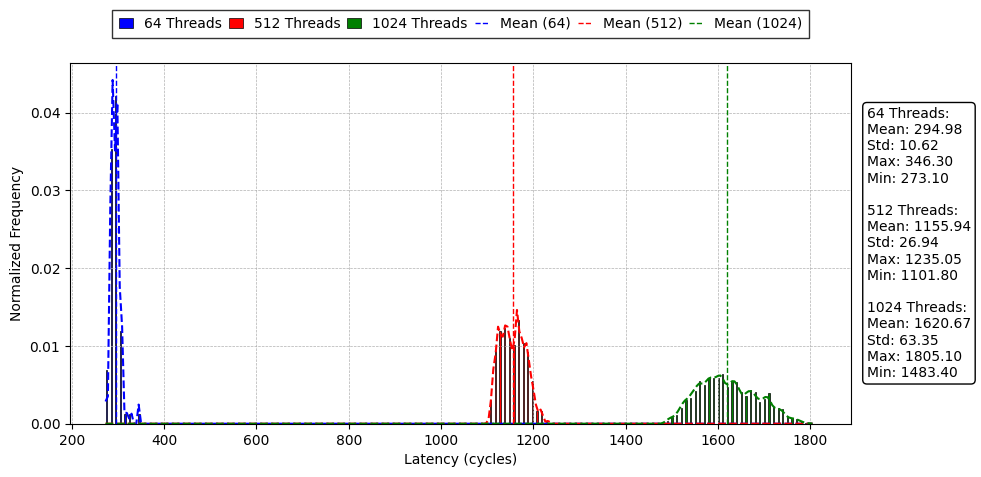 64 Threads 512 Threads 1024 Threads Mean (64) Mean (512) Mean (1024)
0.04
0.03
0.02
0.01
0.00
Normalized Frequency
200 400 600 800 1000 1200 1400 1600 1800
Latency (cycles)
64 Threads:
Mean: 294.98
Std: 10.62
Max: 346.30
Min: 273.10
512 Threads:
Mean: 1155.94
Std: 26.94
Max: 1235.05
Min: 1101.80
1024 Threads:
Mean: 1620.67
Std: 63.35
Max: 1805.10
Min: 1483.40